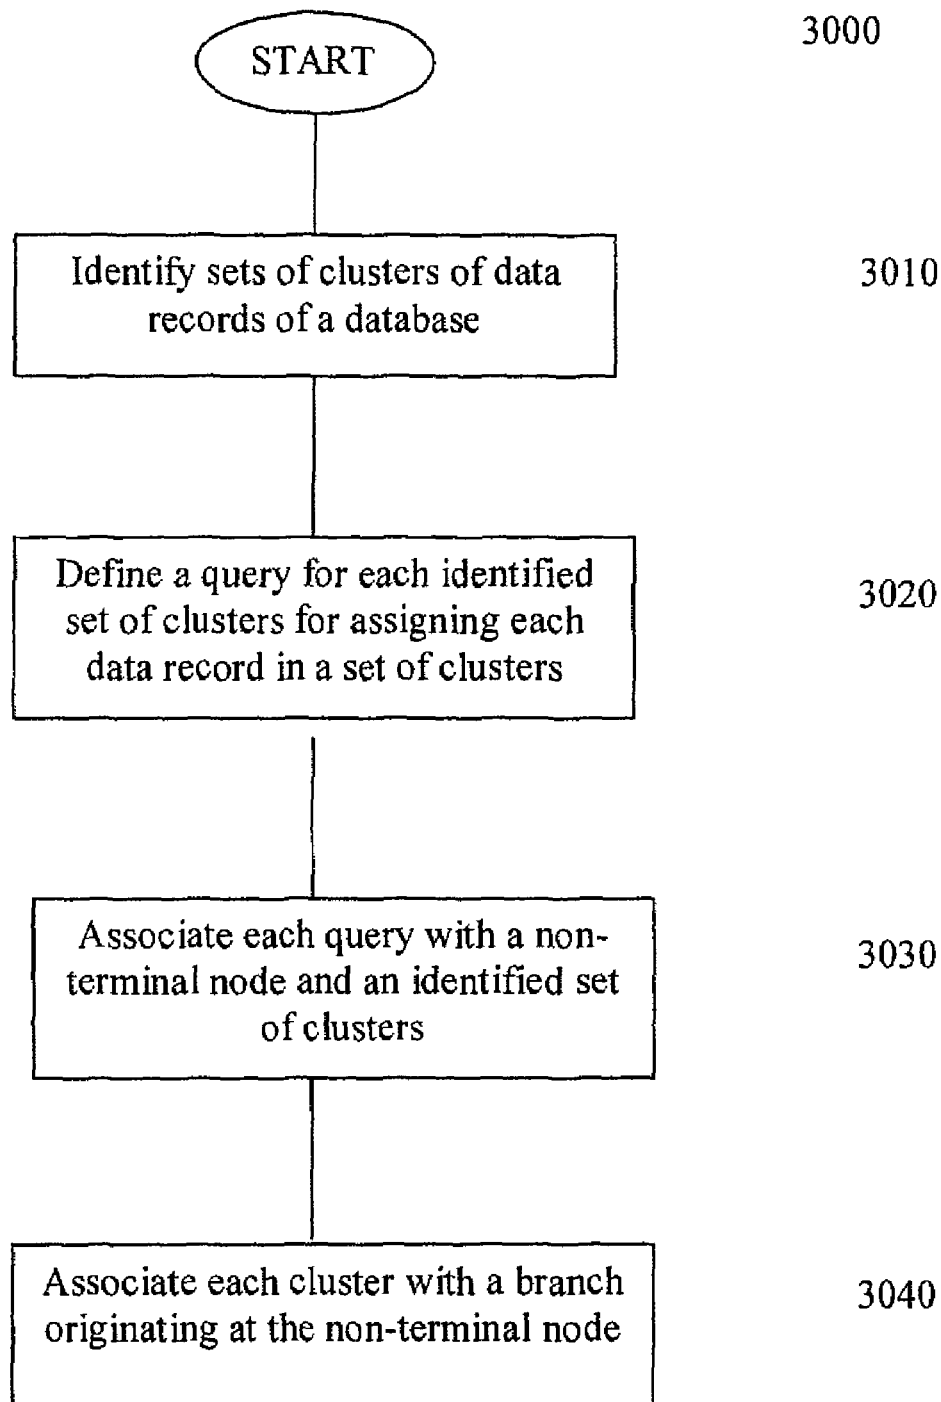 START
3000
Identify sets of clusters of data
records of a database
3010
Define a query for each identified
set of clusters for assigning each
data record in a set of clusters
3020
Associate each query with a non-
terminal node and an identified set
of clusters
3030
Associate each cluster with a branch
originating at the non-terminal node
3040